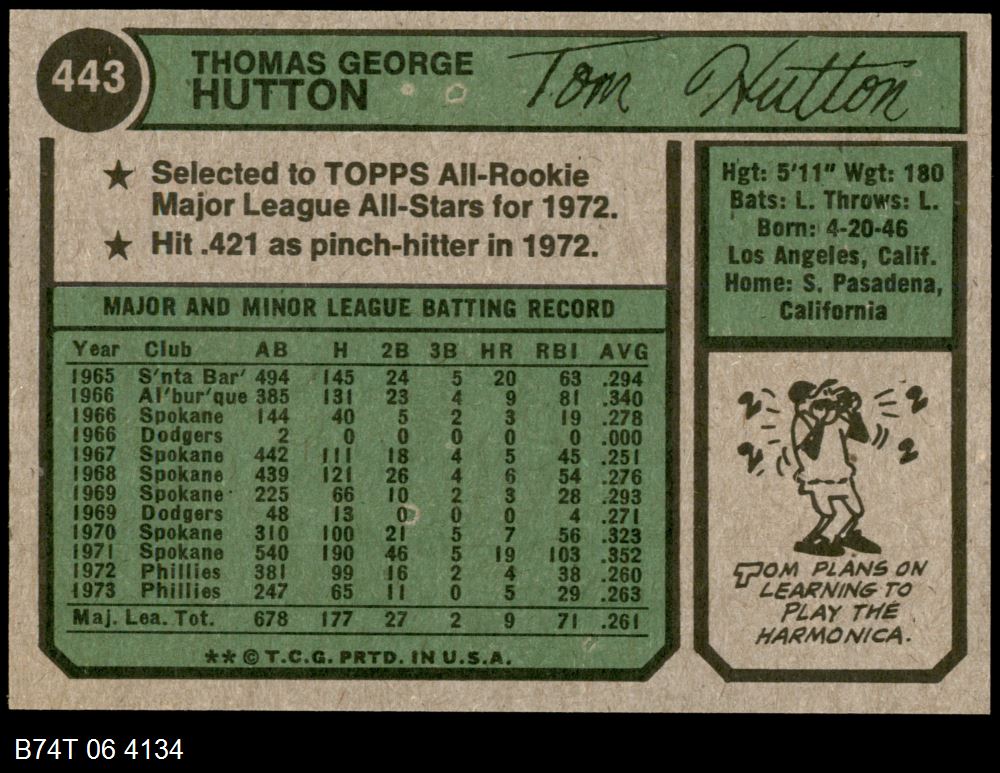 443
THOMAS GEORGE
HUTTON
Tom Hutton
★ Selected to TOPPS All-Rookie
Major League All-Stars for 1972.
★ Hit .421 as pinch-hitter in 1972.
Hgt: 5'11" Wgt: 180
Bats: L. Throws: L.
Born: 4-20-46
Los Angeles, Calif.
Home: S. Pasadena,
California
MAJOR AND MINOR LEAGUE BATTING RECORD
Year Club AB H 2B 3B HR RBI AVG
1965 S'nta Bar' 494 145 24 5 20 63 .294
1966 Al'bur'que 385 131 23 4 9 81 .340
1966 Spokane 144 40 5 2 3 19 .278
1966 Dodgers 2 0 0 0 0 0 .000
1967 Spokane 442 111 18 4 5 45 .251
1968 Spokane 439 121 26 4 6 54 .276
1969 Spokane 225 66 10 2 3 28 .293
1969 Dodgers 48 13 0 0 0 4 .271
1970 Spokane 310 100 21 5 7 56 .323
1971 Spokane 540 190 46 5 19 103 .352
1972 Phillies 381 99 16 2 4 38 .260
1973 Phillies 247 65 11 0 5 29 .263
Maj. Lea. Tot. 678 177 27 2 9 71 .261
** © T.C.G. PRTD. IN U.S.A.
TOM PLANS ON
LEARNING TO
PLAY THE
HARMONICA.
B74T 06 4134